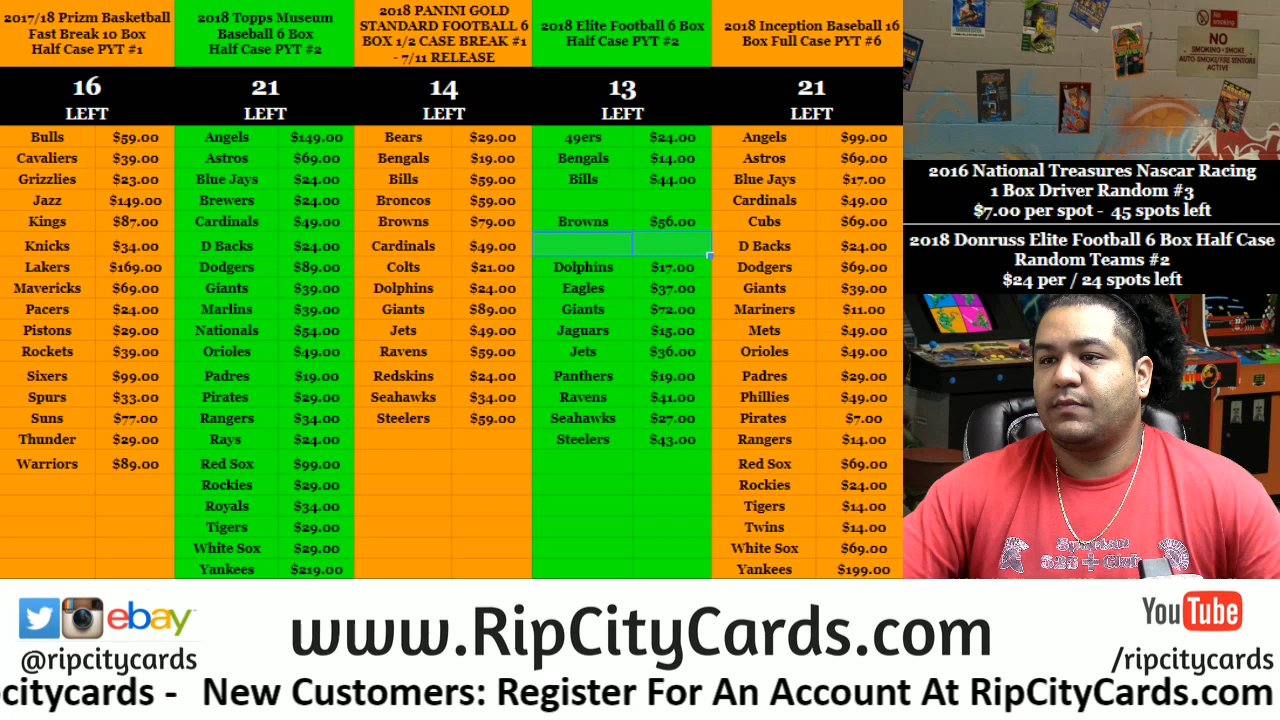 2017/18 Prizm Basketball
Fast Break 10 Box
Half Case PYT #1
16
LEFT
Bulls $59.00
Cavaliers $39.00
Grizzlies $23.00
Jazz $149.00
Kings $87.00
Knicks $34.00
Lakers $169.00
Mavericks $69.00
Pacers $24.00
Pistons $29.00
Rockets $39.00
Sixers $99.00
Spurs $33.00
Suns $77.00
Thunder $29.00
Warriors $89.00
2018 Topps Museum
Baseball 6 Box
Half Case PYT #2
21
LEFT
Angels $149.00
Astros $69.00
Blue Jays $24.00
Brewers $24.00
Cardinals $49.00
D Backs $24.00
Dodgers $89.00
Giants $39.00
Marlins $39.00
Nationals $54.00
Orioles $49.00
Padres $19.00
Pirates $29.00
Rangers $34.00
Rays $24.00
Red Sox $99.00
Rockies $29.00
Royals $34.00
Tigers $29.00
White Sox $29.00
Yankees $219.00
2018 PANINI GOLD
STANDARD FOOTBALL 6
BOX 1/2 CASE BREAK #1
- 7/11 RELEASE
14
LEFT
Bears $29.00
Bengals $19.00
Bills $59.00
Broncos $59.00
Browns $79.00
Cardinals $49.00
Colts $21.00
Dolphins $24.00
Giants $89.00
Jets $49.00
Ravens $59.00
Redskins $24.00
Seahawks $34.00
Steelers $59.00
2018 Elite Football 6 Box
Half Case PYT #2
13
LEFT
49ers $24.00
Bengals $14.00
Bills $44.00
Browns $56.00
Dolphins $17.00
Eagles $37.00
Giants $72.00
Jaguars $15.00
Jets $36.00
Panthers $19.00
Ravens $41.00
Seahawks $27.00
Steelers $43.00
2018 Inception Baseball 16
Box Full Case PYT #6
21
LEFT
Angels $99.00
Astros $69.00
Blue Jays $17.00
Cardinals $49.00
Cubs $69.00
D Backs $24.00
Dodgers $69.00
Giants $39.00
Mariners $11.00
Mets $49.00
Orioles $49.00
Padres $29.00
Phillies $49.00
Pirates $7.00
Rangers $14.00
Red Sox $69.00
Rockies $24.00
Tigers $14.00
Twins $14.00
White Sox $69.00
Yankees $199.00
NO
SMOKING
ACTIVE
2016 National Treasures Nascar Racing
1 Box Driver Random #3
$7.00 per spot - 45 spots left
2018 Donruss Elite Football 6 Box Half Case
Random Teams #2
$24 per / 24 spots left
ebay
@ripcitycards
www.RipCityCards.com
YouTube
/ripcitycards
citycards - New Customers: Register For An Account At RipCityCards.com